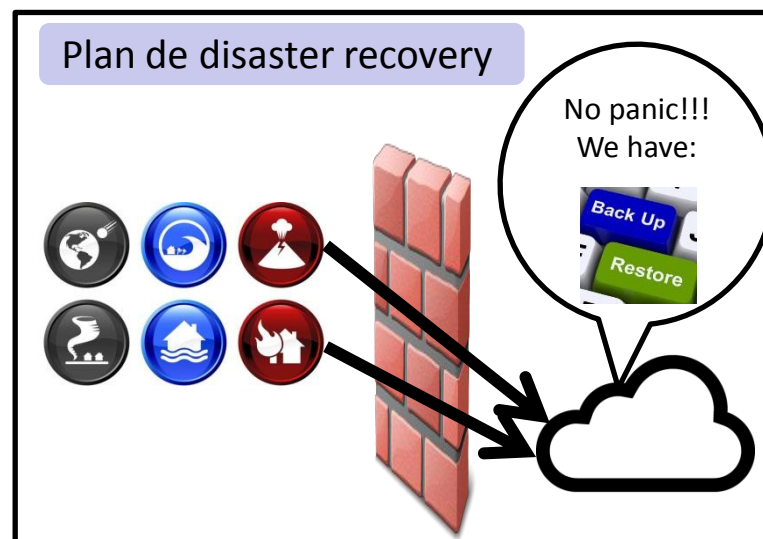 Plan de disaster recovery
No panic!!!
We have:
Back Up
Restore